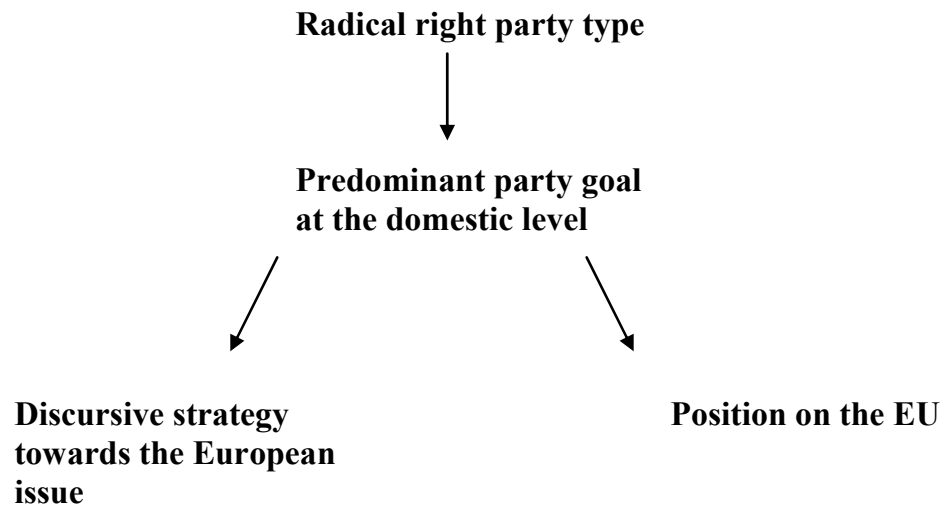 Radical right party type
Predominant party goal
at the domestic level
Discursive strategy
towards the European
issue
Position on the EU